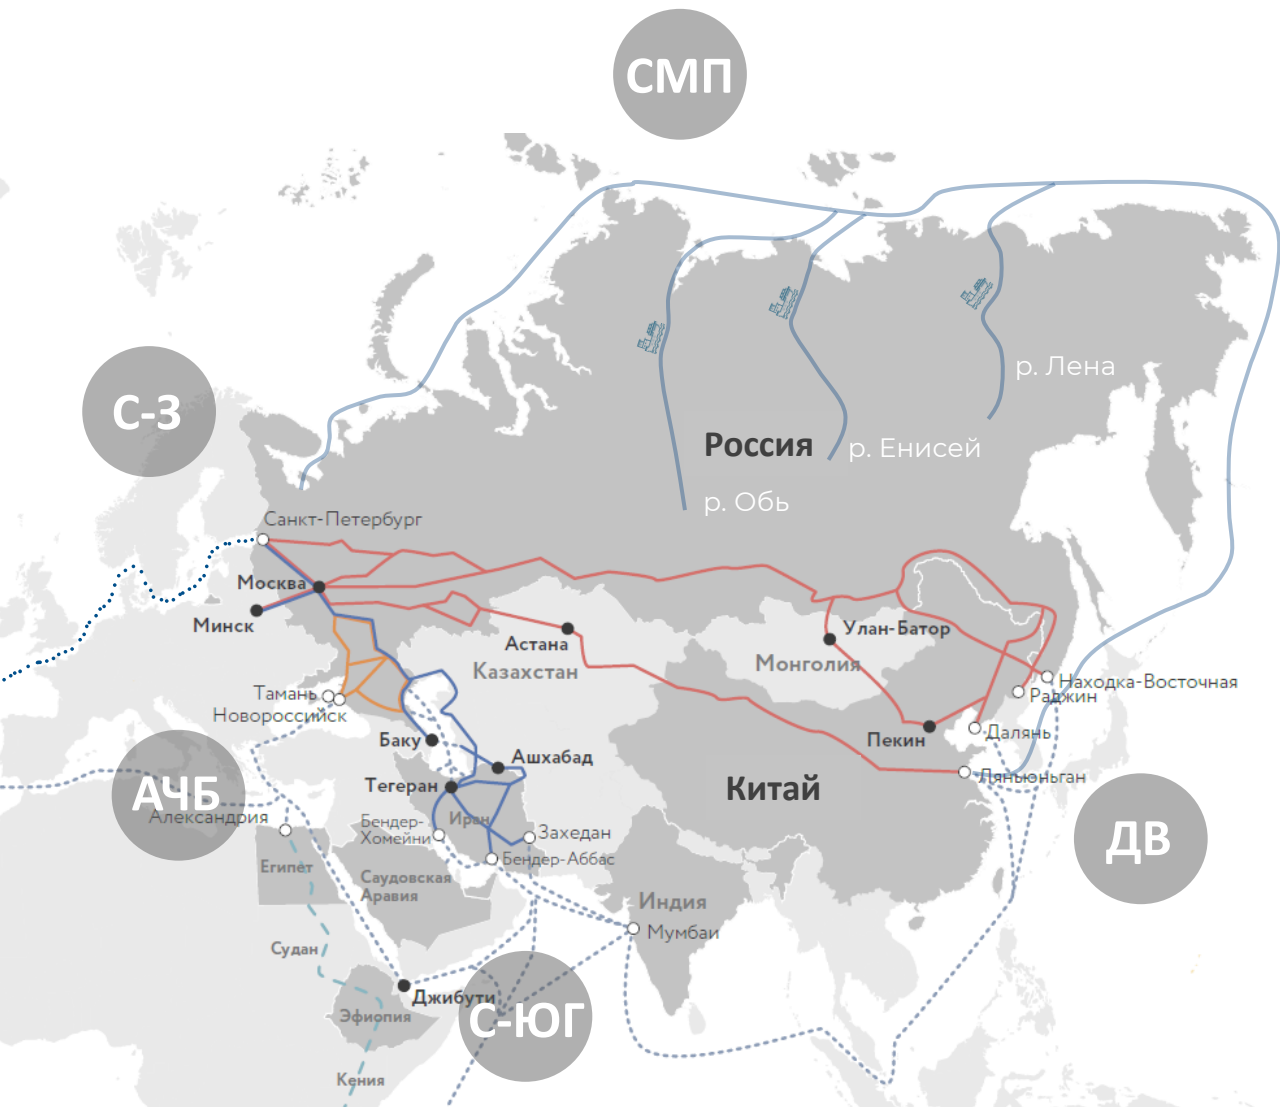 СМП
С-З
р. Лена
Россия
р. Енисей
р. Обь
Санкт-Петербург
Москва
Минск
Улан-Батор
Астана
Казахстан
Монголия
Находка-Восточная
Раджин
Тамань
Новороссийск
Далянь
Пекин
Баку
Ашхабад
Тегеран
Ляньюньган
Китай
АЧБ
Александрия
Бендер-
Хомейни
Иран
Захедан
ДВ
Бендер-Аббас
Египет
Саудовская
Аравия
Индия
Мумбаи
Судан
Джибути
Эфиопия
С-ЮГ
Кения